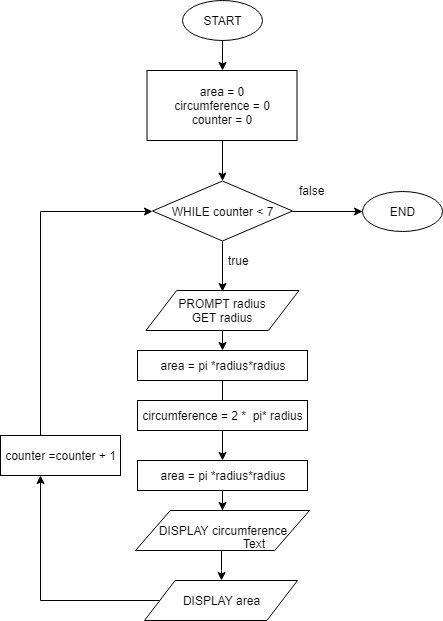 START
area = 0
circumference = 0
counter = 0
WHILE counter < 7
false
END
true
PROMPT radius
GET radius
area = pi *radius*radius
circumference = 2 *  pi* radius
counter =counter + 1
area = pi *radius*radius
DISPLAY circumference
Text
DISPLAY area